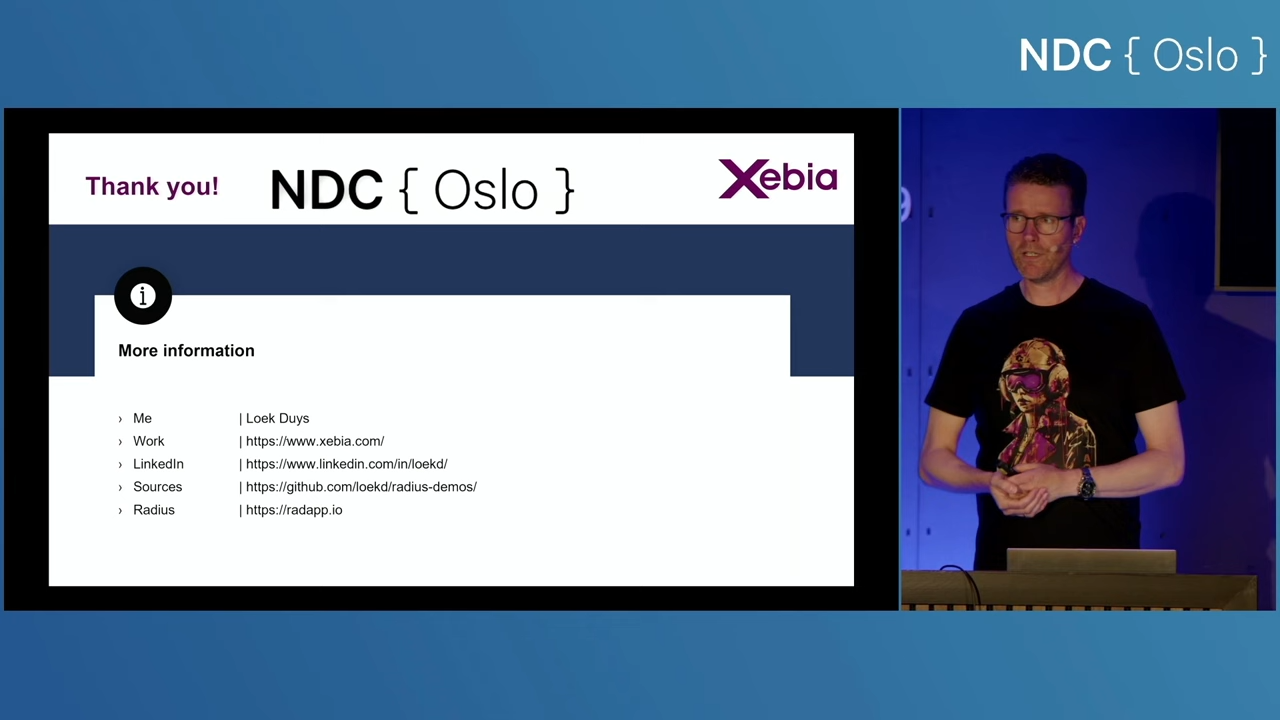 NDC { Oslo }
Thank you!
NDC { Oslo }
Xebia
i
More information
› Me | Loek Duys
› Work | https://www.xebia.com/
› LinkedIn | https://www.linkedin.com/in/loekd/
› Sources | https://github.com/loekd/radius-demos/
› Radius | https://radapp.io
9